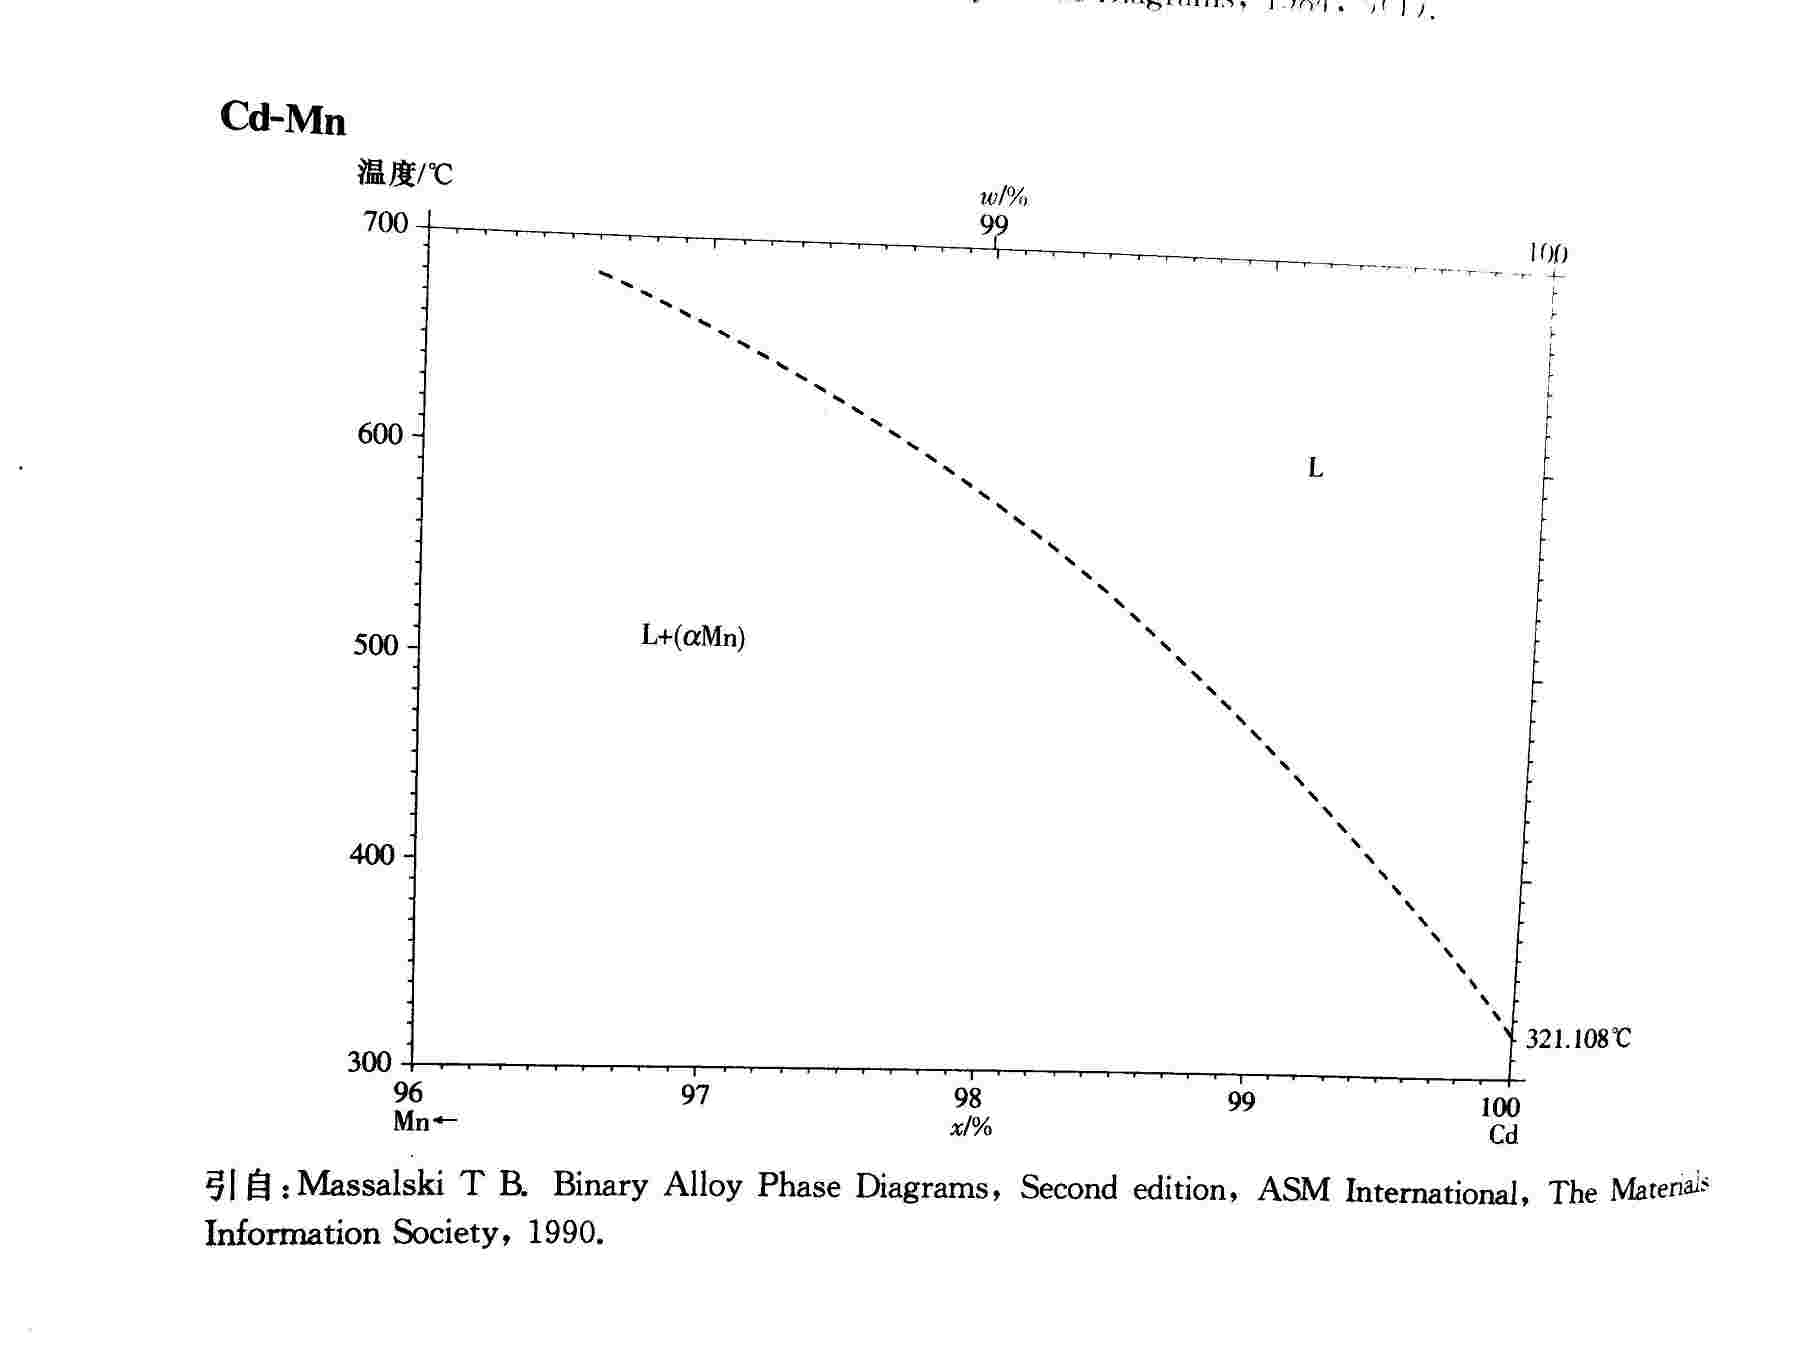 Cd-Mn
温度/℃
w/%
700
99
100
600
L
500
L+(αMn)
400
321.108℃
300
96
97
98
99
100
Mn←
x/%
Cd
引自:Massalski T B. Binary Alloy Phase Diagrams, Second edition, ASM International, The Materials
Information Society, 1990.